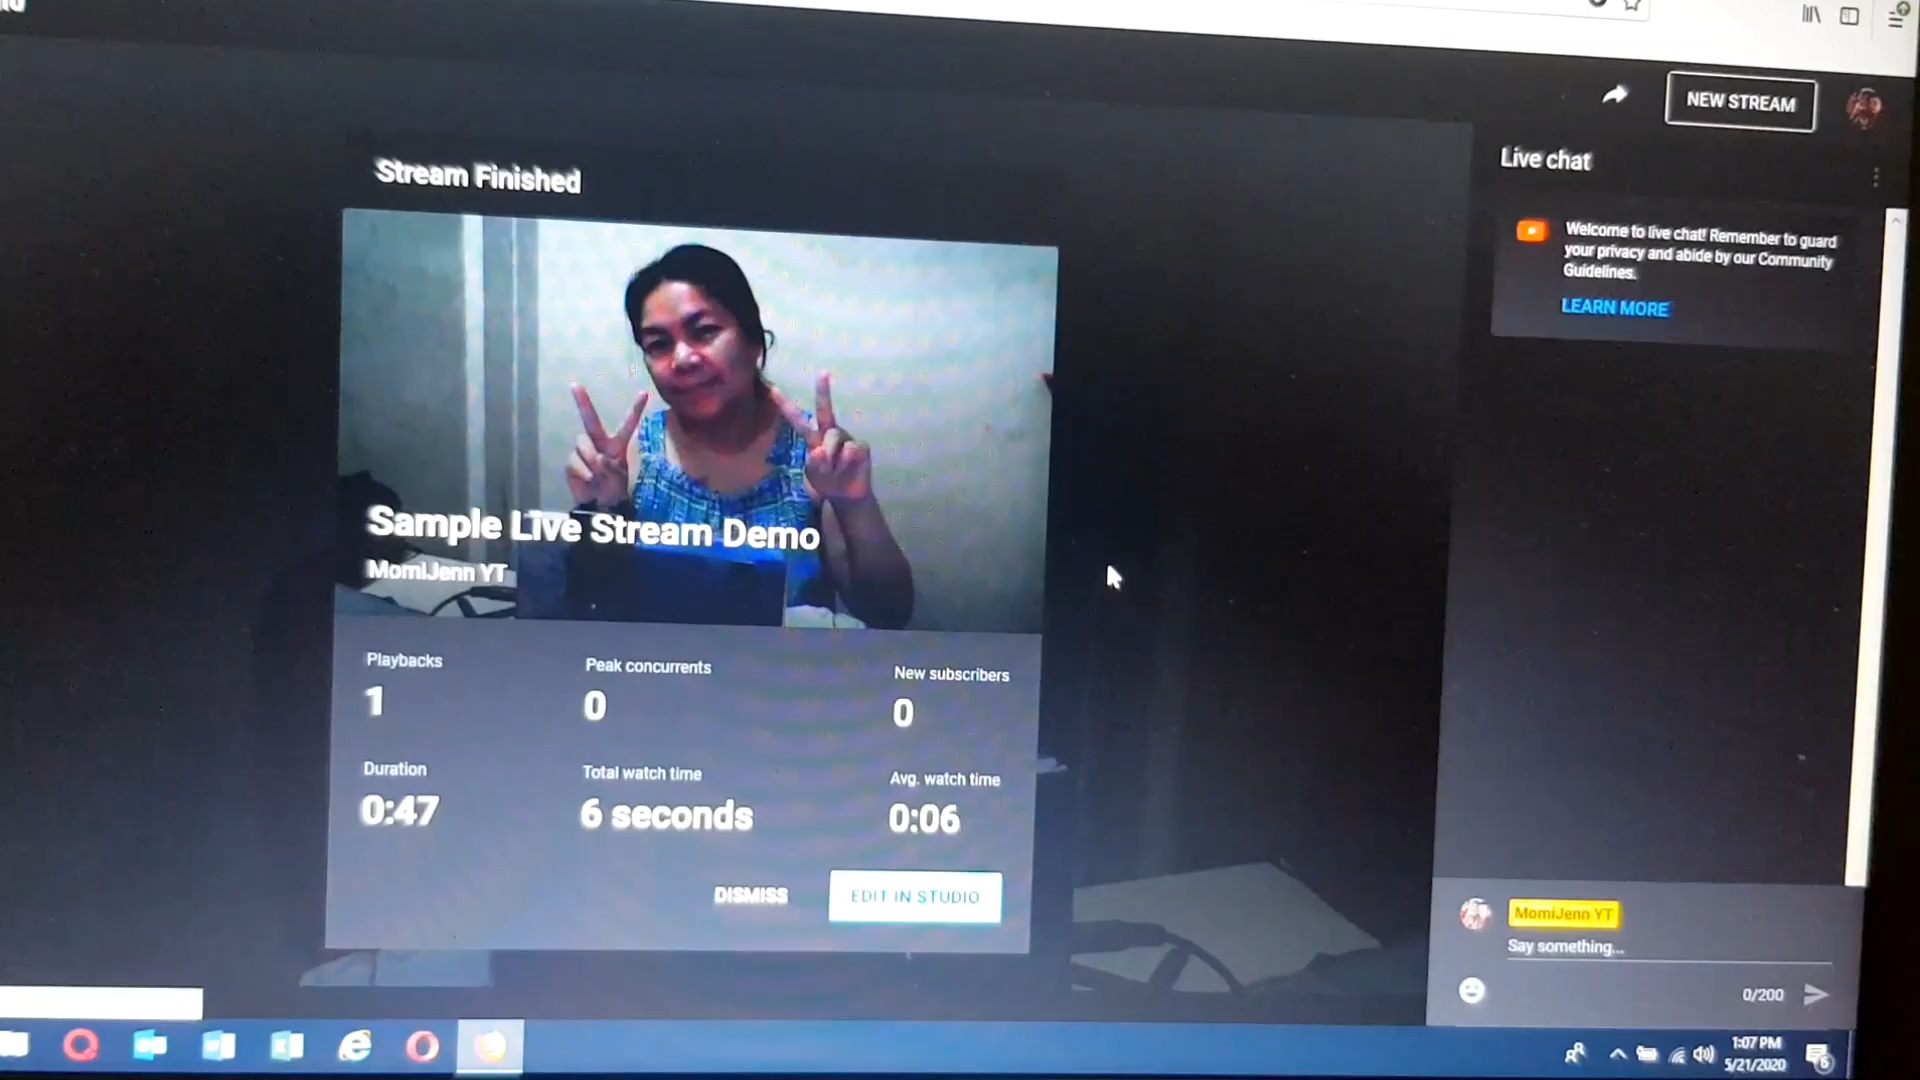 NEW STREAM
Stream Finished
Live chat
Welcome to live chat! Remember to guard
your privacy and abide by our Community
Guidelines.
LEARN MORE
Sample Live Stream Demo
MomiJenn YT
Playbacks
1
Peak concurrents
0
New subscribers
0
Duration
0:47
Total watch time
6 seconds
Avg. watch time
0:06
DISMISS
EDIT IN STUDIO
MomiJenn YT
Say something...
0/200
1:07 PM
5/21/2020
6